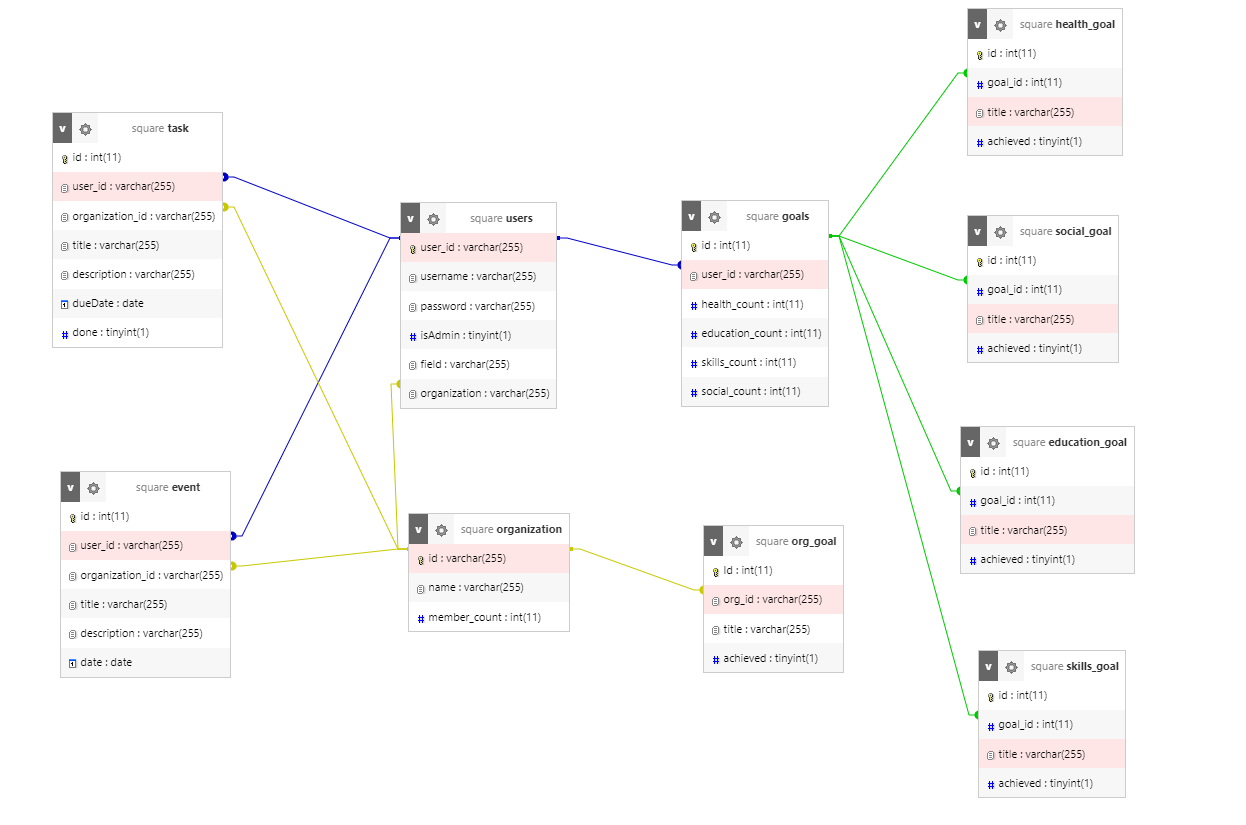 v square task
id : int(11)
user_id : varchar(255)
organization_id : varchar(255)
title : varchar(255)
description : varchar(255)
dueDate : date
# done : tinyint(1)
v square event
id : int(11)
user_id : varchar(255)
organization_id : varchar(255)
title : varchar(255)
description : varchar(255)
date : date
v square users
user_id : varchar(255)
username : varchar(255)
password : varchar(255)
# isAdmin : tinyint(1)
field : varchar(255)
organization : varchar(255)
v square organization
id : varchar(255)
name : varchar(255)
# member_count : int(11)
v square goals
id : int(11)
user_id : varchar(255)
# health_count : int(11)
# education_count : int(11)
# skills_count : int(11)
# social_count : int(11)
v square org_goal
Id : int(11)
org_id : varchar(255)
title : varchar(255)
# achieved : tinyint(1)
v square health_goal
id : int(11)
# goal_id : int(11)
title : varchar(255)
# achieved : tinyint(1)
v square social_goal
id : int(11)
# goal_id : int(11)
title : varchar(255)
# achieved : tinyint(1)
v square education_goal
id : int(11)
# goal_id : int(11)
title : varchar(255)
# achieved : tinyint(1)
v square skills_goal
id : int(11)
# goal_id : int(11)
title : varchar(255)
# achieved : tinyint(1)